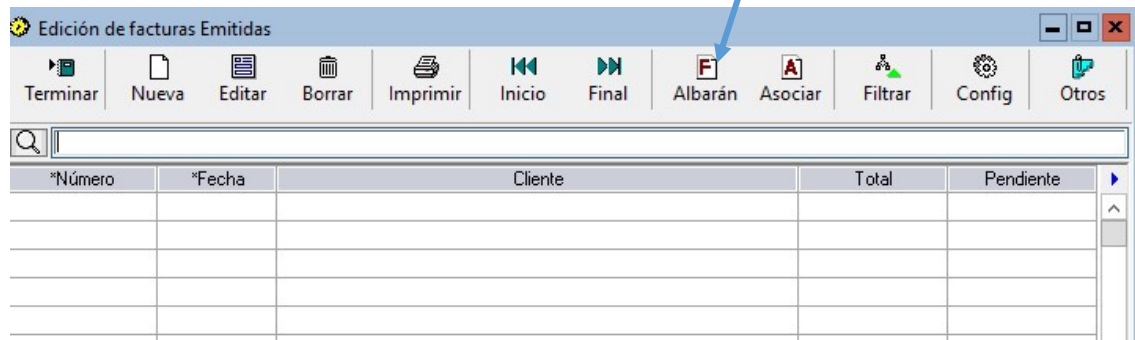 Edición de facturas Emitidas
Terminar Nueva Editar Borrar Imprimir Inicio Final Albarán Asociar Filtrar Config Otros
*Número *Fecha Cliente Total Pendiente